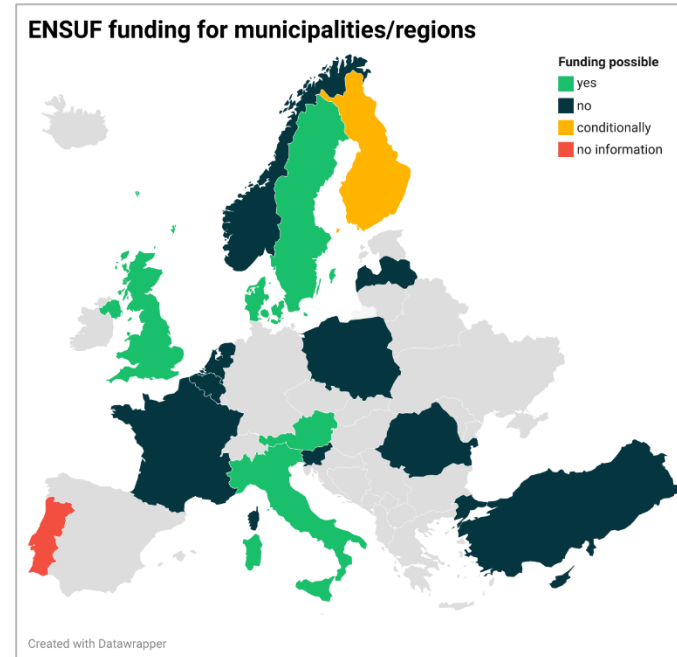 ENSUF funding for municipalities/regions
Funding possible
yes
no
conditionally
no information
Created with Datawrapper